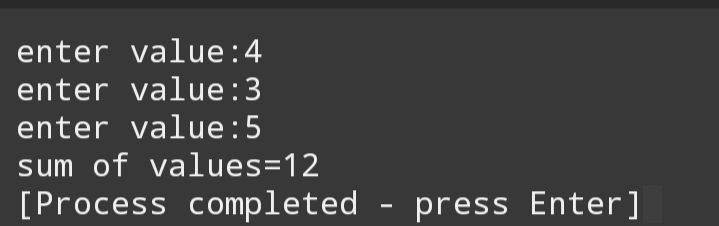 enter value:4
enter value:3
enter value:5
sum of values=12
[Process completed - press Enter]